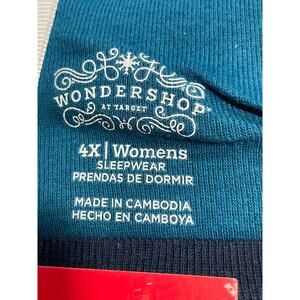 WONDERSHOP
AT TARGET
4X | Womens
SLEEPWEAR
PRENDAS DE DORMIR
MADE IN CAMBODIA
HECHO EN CAMBOYA